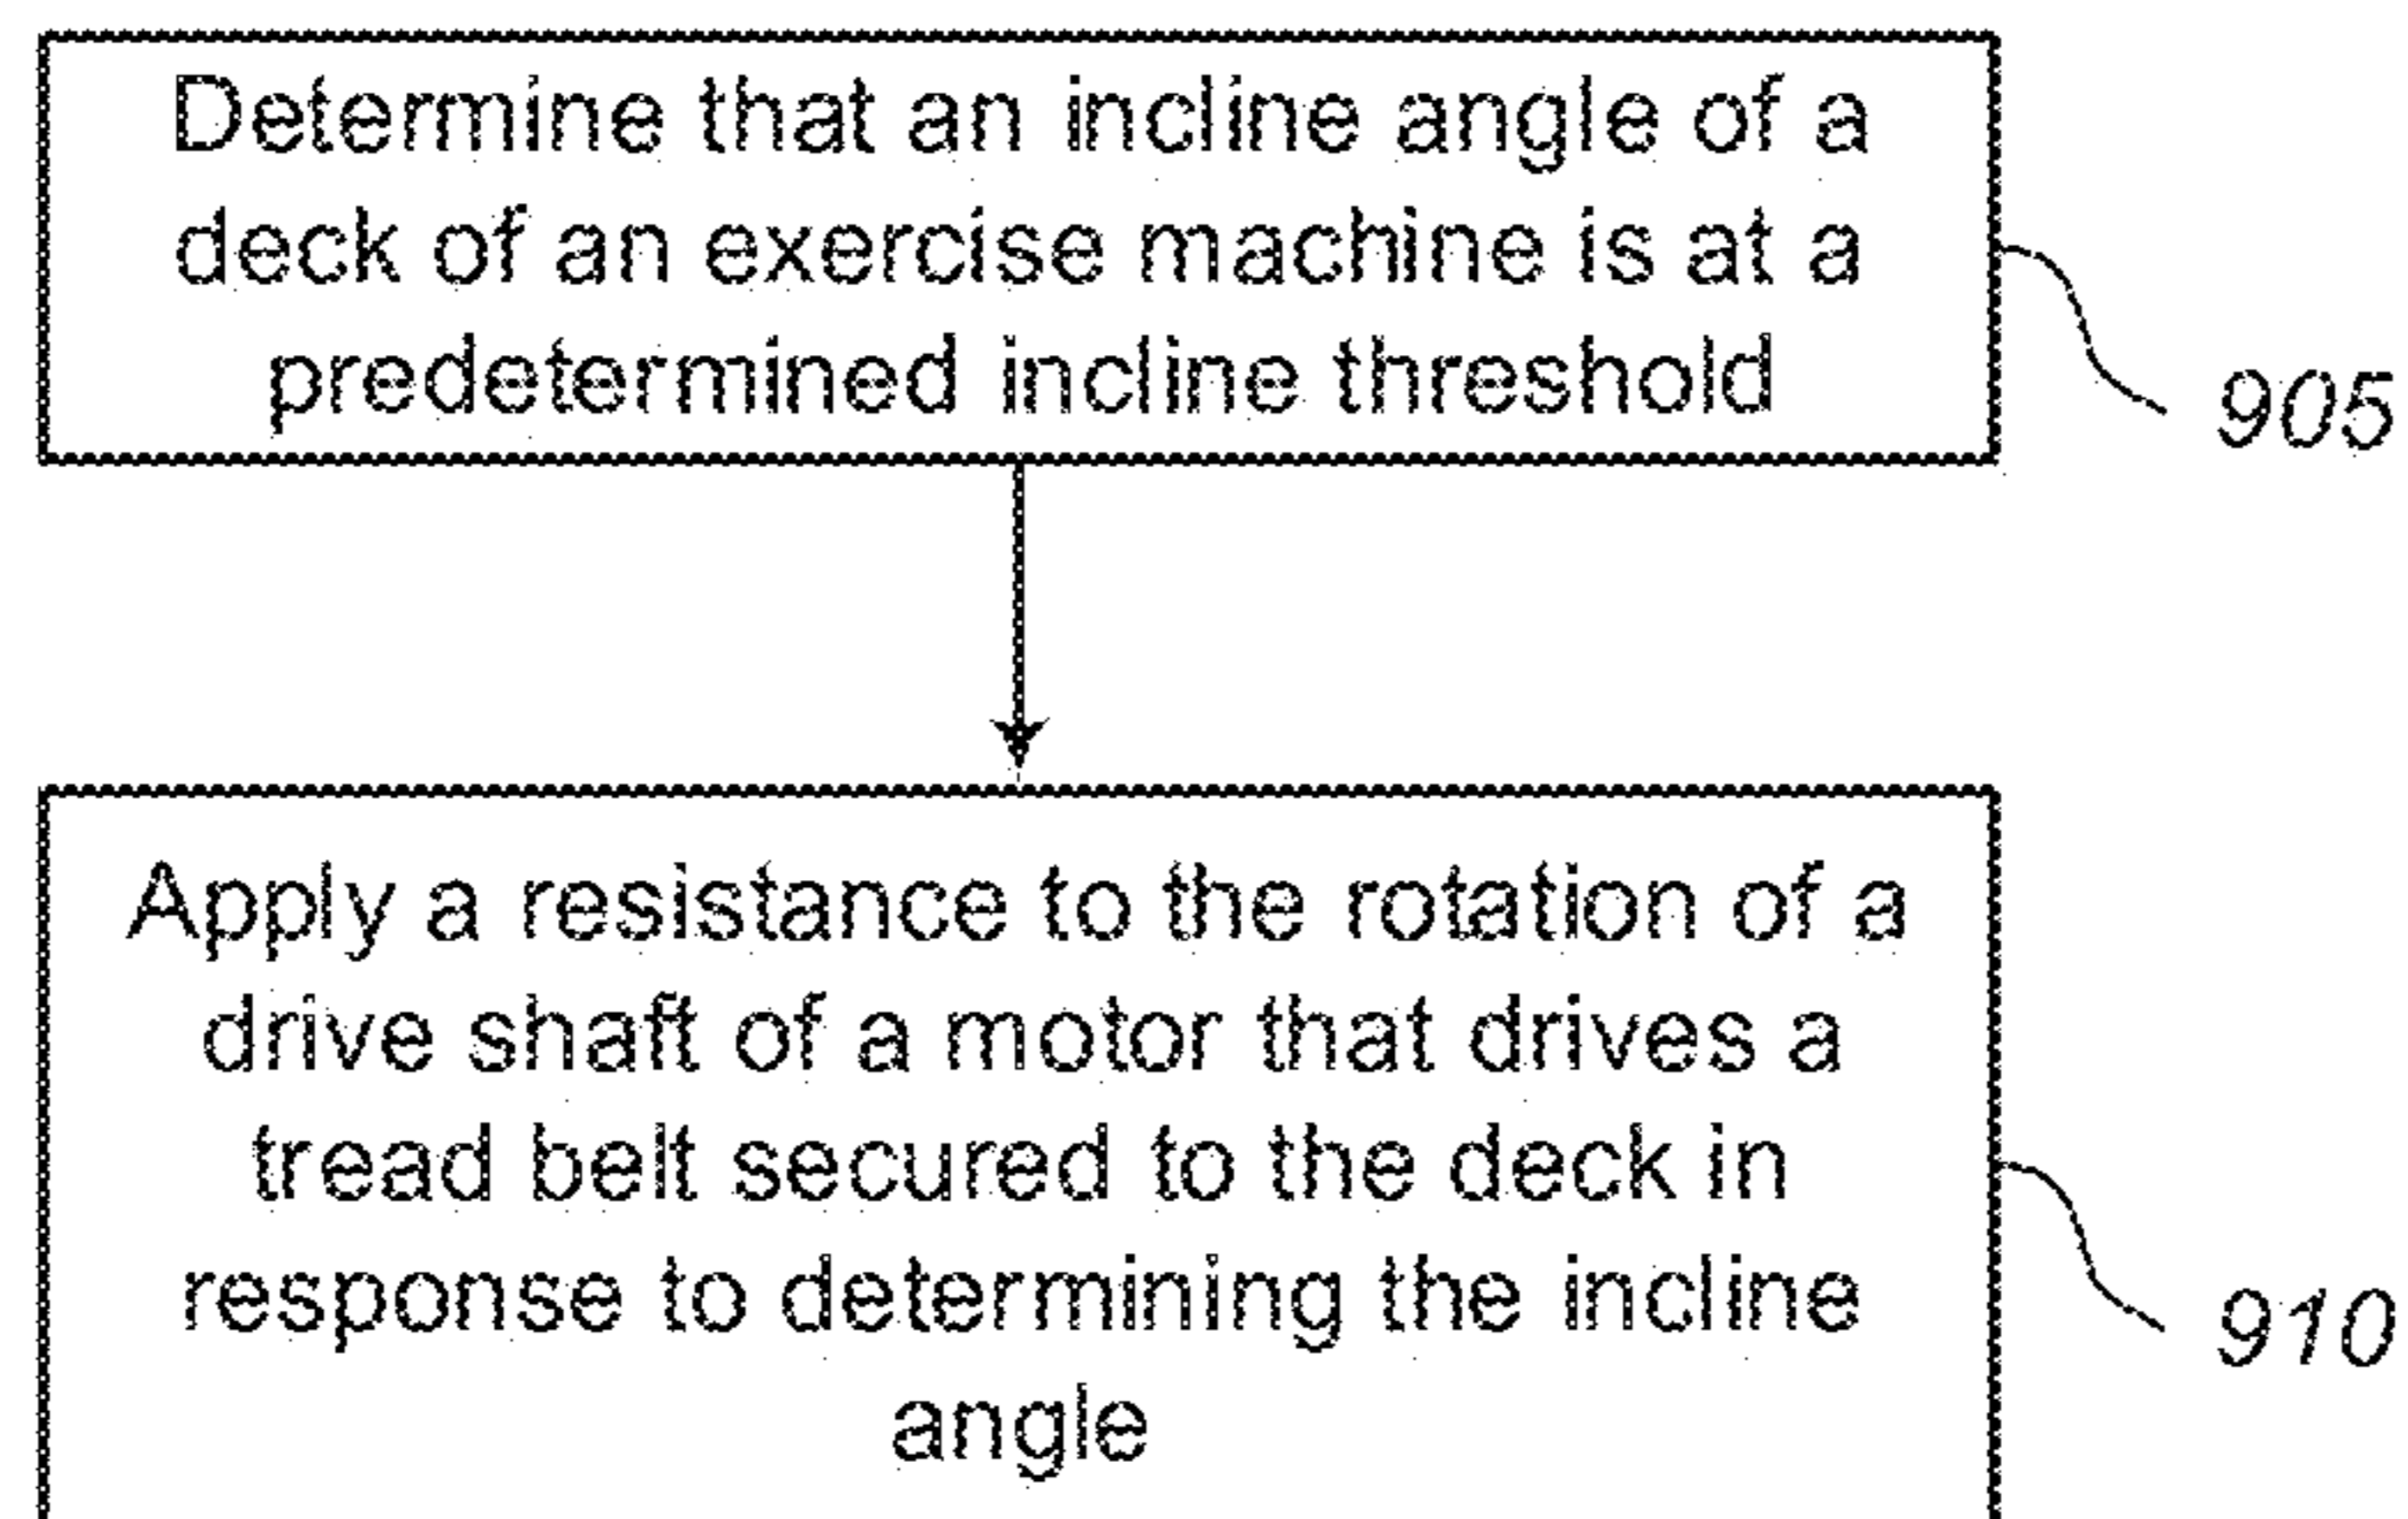 Determine that an incline angle of a
deck of an exercise machine is at a
predetermined incline threshold
905
Apply a resistance to the rotation of a
drive shaft of a motor that drives a
tread belt secured to the deck in
response to determining the incline
angle
910